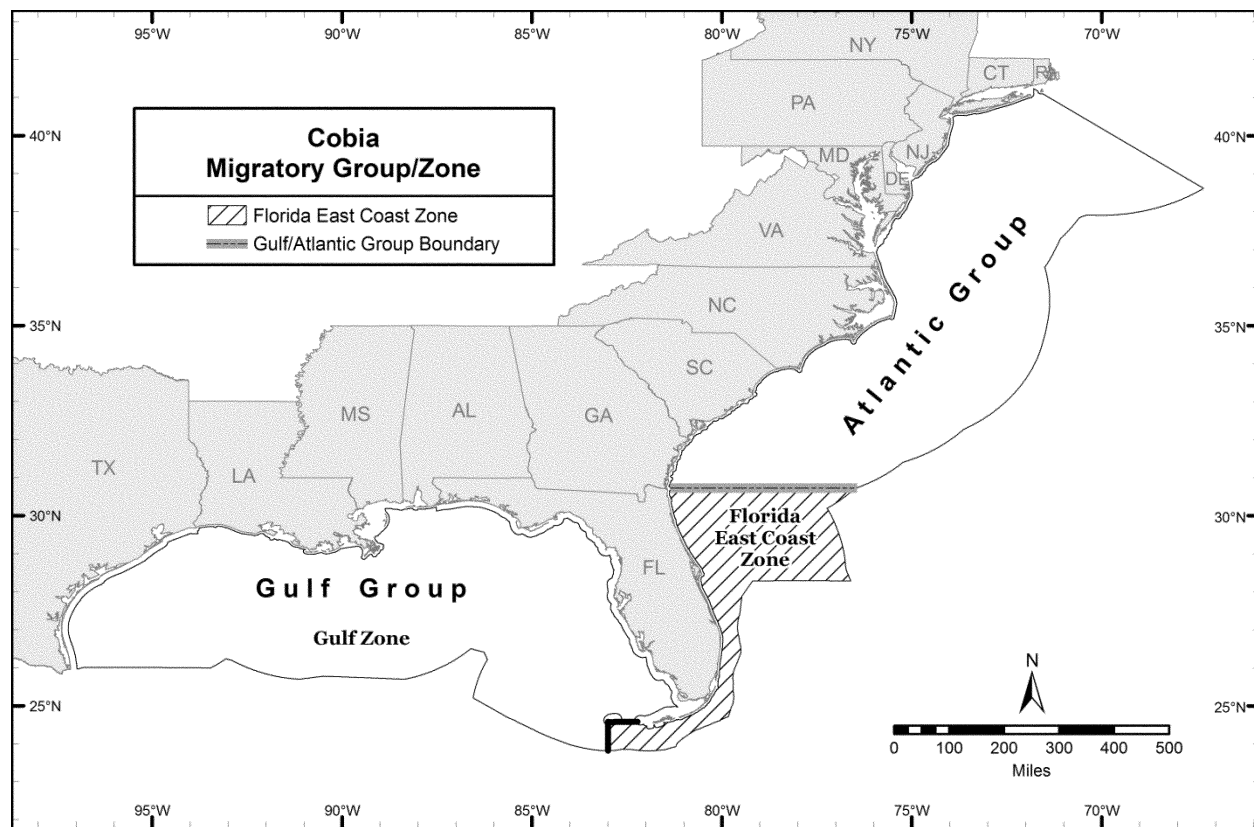 95°W 90°W 85°W 80°W 75°W 70°W
NY
CT
RI
PA
40°N 40°N
Cobia
Migratory Group/Zone
Florida East Coast Zone
Gulf/Atlantic Group Boundary
MD
NJ
DE
VA
Atlantic Group
NC
35°N 35°N
SC
MS
AL
GA
TX
LA
30°N 30°N
Florida
East Coast
Zone
FL
Gulf Group
Gulf Zone
N
25°N 25°N
0 50 100 200 300 400 500
Miles
95°W 90°W 85°W 80°W 75°W 70°W